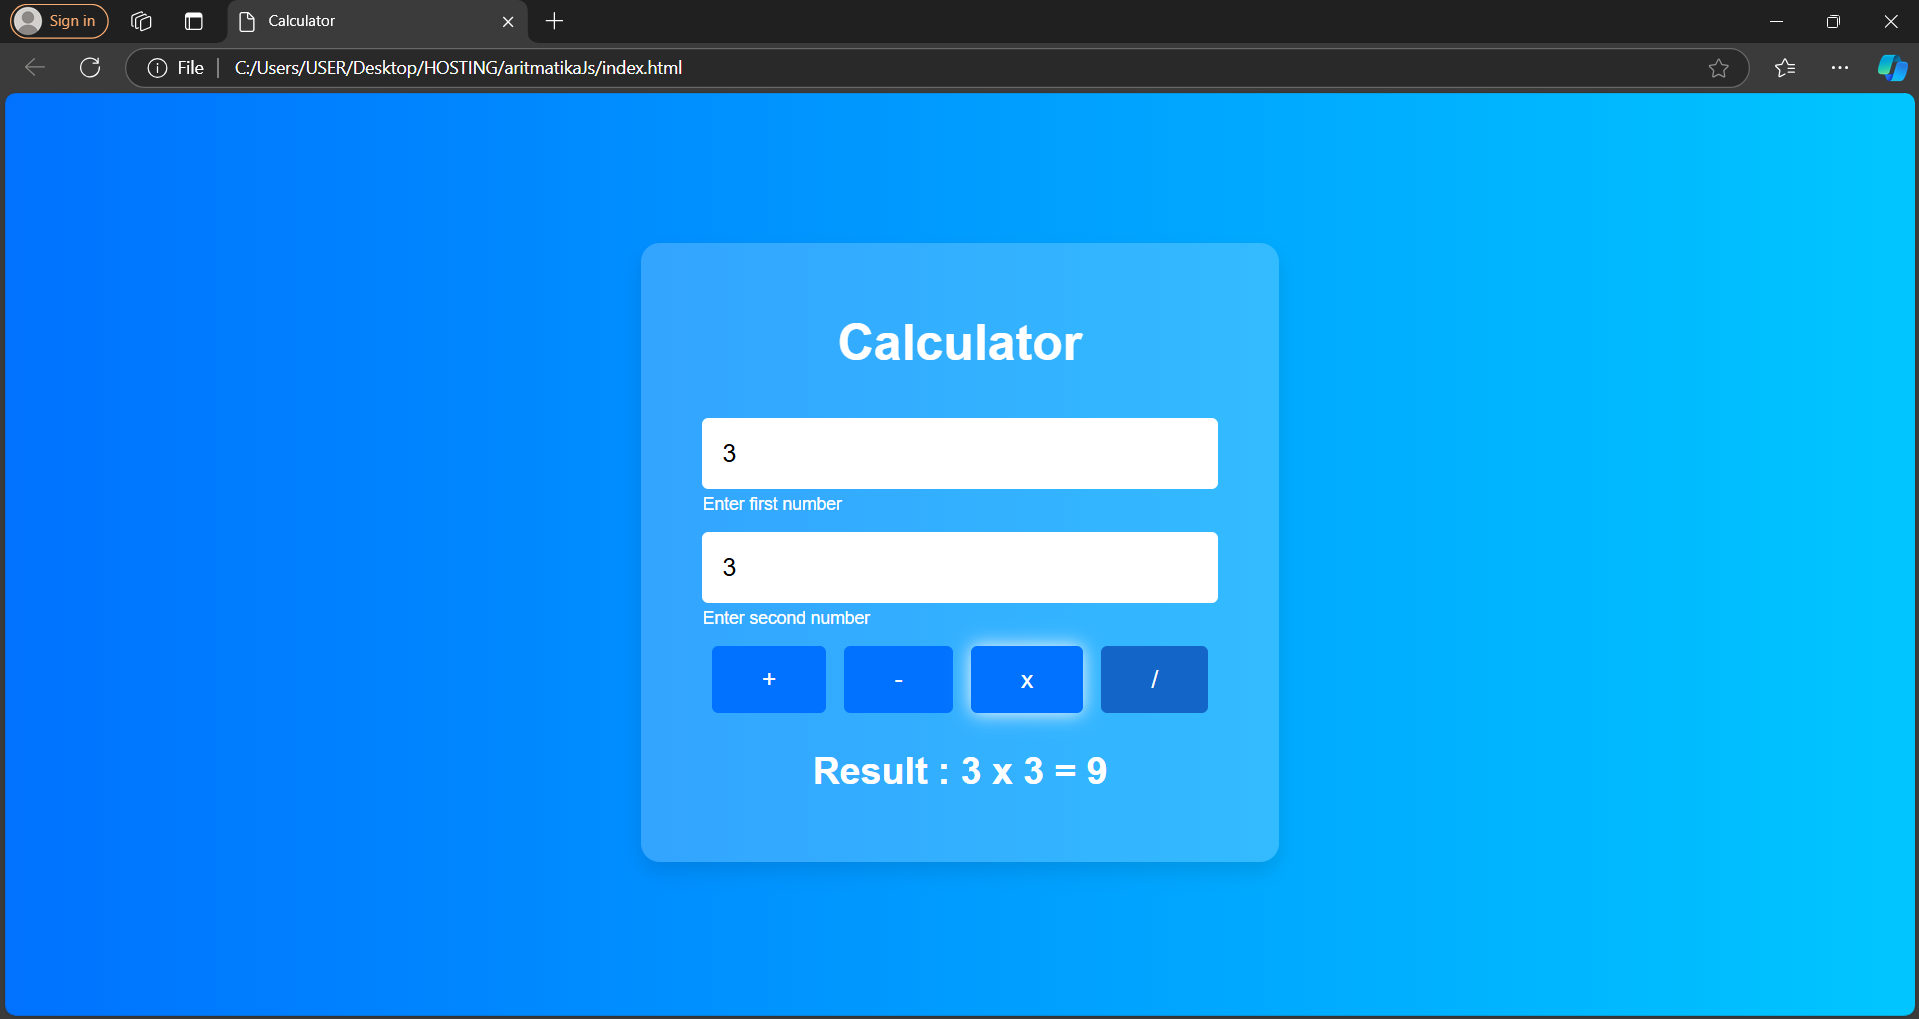 Sign in
Calculator
File
C:/Users/USER/Desktop/HOSTING/aritmatikaJs/index.html
Calculator
3
Enter first number
3
Enter second number
+ - x /
Result : 3 x 3 = 9